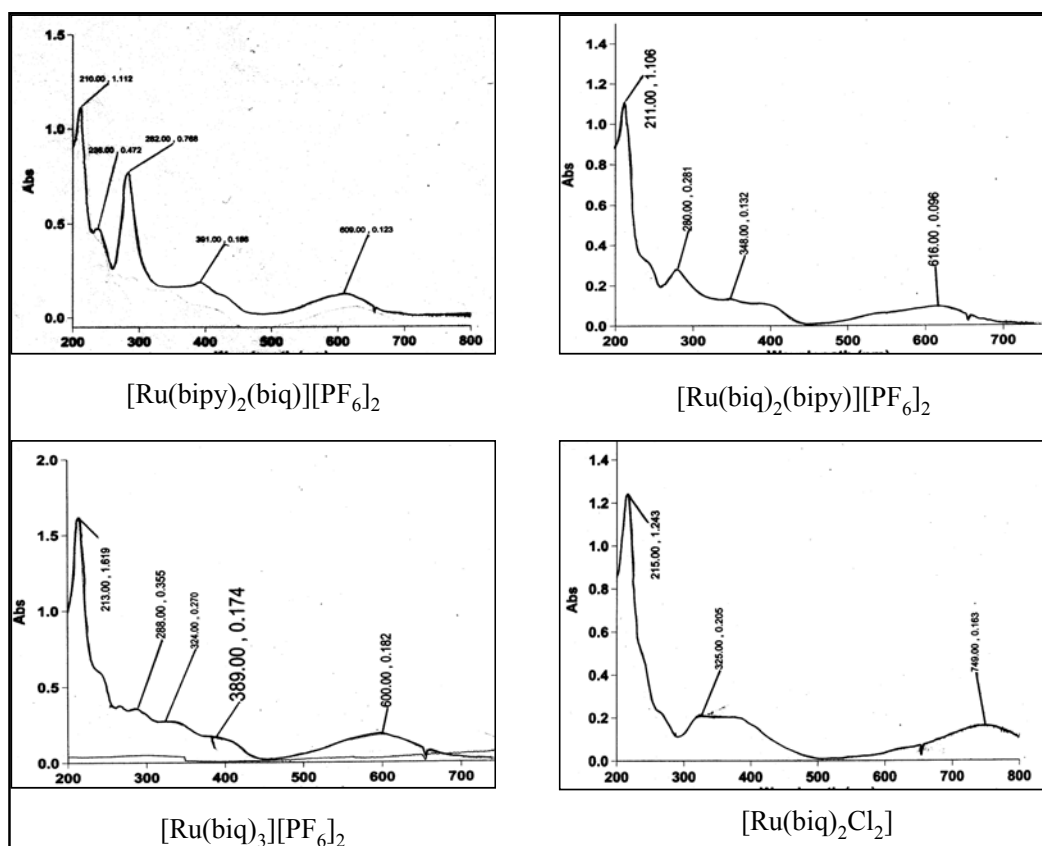 1.5
210.00 , 1.112
0.472
282.00 , 0.768
1.0
Abs
0.5
391.00 , 0.186
609.00 , 0.123
0.0
200 300 400 500 600 700 800
[Ru(bipy)₂(biq)][PF₆]₂
1.4
1.2
1.0
0.8
0.6
0.4
0.2
0.0
Abs
211.00 , 1.106
280.00 , 0.281
348.00 , 0.132
616.00 , 0.096
200 300 400 500 600 700
[Ru(biq)₂(bipy)][PF₆]₂
2.0
1.5
1.0
0.5
0.0
Abs
213.00 , 1.619
288.00 , 0.355
324.00 , 0.270
389.00 , 0.174
600.00 , 0.182
200 300 400 500 600 700
[Ru(biq)₃][PF₆]₂
1.4
1.2
1.0
0.8
0.6
0.4
0.2
0.0
Abs
215.00 , 1.243
325.00 , 0.205
749.00 , 0.163
200 300 400 500 600 700 800
[Ru(biq)₂Cl₂]